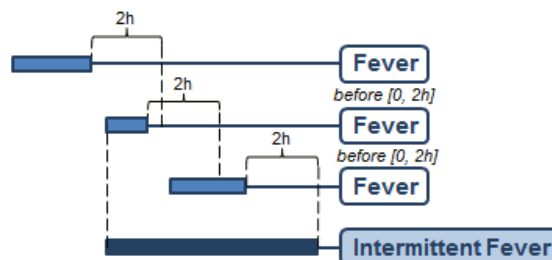 2h
Fever
before [0, 2h]
2h
Fever
before [0, 2h]
2h
Fever
Intermittent Fever